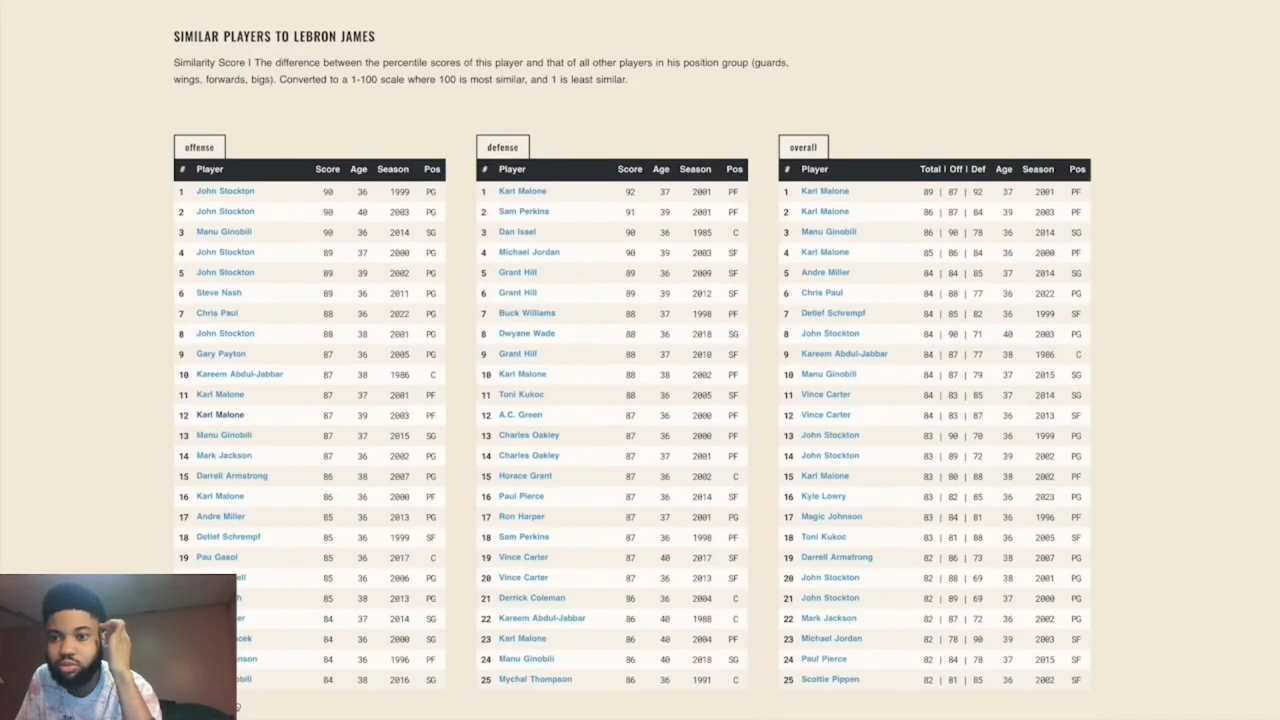 SIMILAR PLAYERS TO LEBRON JAMES
Similarity Score | The difference between the percentile scores of this player and that of all other players in his position group (guards,
wings, forwards, bigs). Converted to a 1-100 scale where 100 is most similar, and 1 is least similar.
offense
# Player Score Age Season Pos
1 John Stockton 90 36 1999 PG
2 John Stockton 90 40 2003 PG
3 Manu Ginobili 90 36 2014 SG
4 John Stockton 89 37 2000 PG
5 John Stockton 89 39 2002 PG
6 Steve Nash 89 36 2011 PG
7 Chris Paul 88 36 2022 PG
8 John Stockton 88 38 2001 PG
9 Gary Payton 87 36 2005 PG
10 Kareem Abdul-Jabbar 87 38 1986 C
11 Karl Malone 87 37 2001 PF
12 Karl Malone 87 39 2003 PF
13 Manu Ginobili 87 37 2015 SG
14 Mark Jackson 87 36 2002 PG
15 Darrell Armstrong 86 38 2007 PG
16 Karl Malone 86 36 2000 PF
17 Andre Miller 85 36 2013 PG
18 Detlef Schrempf 85 36 1999 SF
19 Pau Gasol 85 36 2017 C
ell 85 36 2006 PG
h 85 38 2013 PG
er 84 37 2014 SG
cek 84 36 2000 SG
nson 84 36 1996 PF
obili 84 38 2016 SG
defense
# Player Score Age Season Pos
1 Karl Malone 92 37 2001 PF
2 Sam Perkins 91 39 2001 PF
3 Dan Issel 90 36 1985 C
4 Michael Jordan 90 39 2003 SF
5 Grant Hill 89 36 2009 SF
6 Grant Hill 89 39 2012 SF
7 Buck Williams 88 37 1998 PF
8 Dwyane Wade 88 36 2018 SG
9 Grant Hill 88 37 2010 SF
10 Karl Malone 88 38 2002 PF
11 Toni Kukoc 88 36 2005 SF
12 A.C. Green 87 36 2000 PF
13 Charles Oakley 87 36 2000 PF
14 Charles Oakley 87 37 2001 PF
15 Horace Grant 87 36 2002 C
16 Paul Pierce 87 36 2014 SF
17 Ron Harper 87 37 2001 PG
18 Sam Perkins 87 36 1998 PF
19 Vince Carter 87 40 2017 SF
20 Vince Carter 87 36 2013 SF
21 Derrick Coleman 86 36 2004 C
22 Kareem Abdul-Jabbar 86 40 1988 C
23 Karl Malone 86 40 2004 PF
24 Manu Ginobili 86 40 2018 SG
25 Mychal Thompson 86 36 1991 C
overall
# Player Total | Off | Def Age Season Pos
1 Karl Malone 89 | 87 | 92 37 2001 PF
2 Karl Malone 86 | 87 | 84 39 2003 PF
3 Manu Ginobili 86 | 90 | 78 36 2014 SG
4 Karl Malone 85 | 86 | 84 36 2000 PF
5 Andre Miller 84 | 84 | 85 37 2014 SG
6 Chris Paul 84 | 88 | 77 36 2022 PG
7 Detlef Schrempf 84 | 85 | 82 36 1999 SF
8 John Stockton 84 | 90 | 71 40 2003 PG
9 Kareem Abdul-Jabbar 84 | 87 | 77 38 1986 C
10 Manu Ginobili 84 | 87 | 79 37 2015 SG
11 Vince Carter 84 | 83 | 85 37 2014 SG
12 Vince Carter 84 | 83 | 87 36 2013 SF
13 John Stockton 83 | 90 | 70 36 1999 PG
14 John Stockton 83 | 89 | 72 39 2002 PG
15 Karl Malone 83 | 80 | 88 38 2002 PF
16 Kyle Lowry 83 | 82 | 85 36 2023 PG
17 Magic Johnson 83 | 84 | 81 36 1996 PF
18 Toni Kukoc 83 | 81 | 88 36 2005 SF
19 Darrell Armstrong 82 | 86 | 73 38 2007 PG
20 John Stockton 82 | 88 | 69 38 2001 PG
21 John Stockton 82 | 89 | 69 37 2000 PG
22 Mark Jackson 82 | 87 | 72 36 2002 PG
23 Michael Jordan 82 | 78 | 90 39 2003 SF
24 Paul Pierce 82 | 84 | 78 37 2015 SF
25 Scottie Pippen 82 | 81 | 85 36 2002 SF